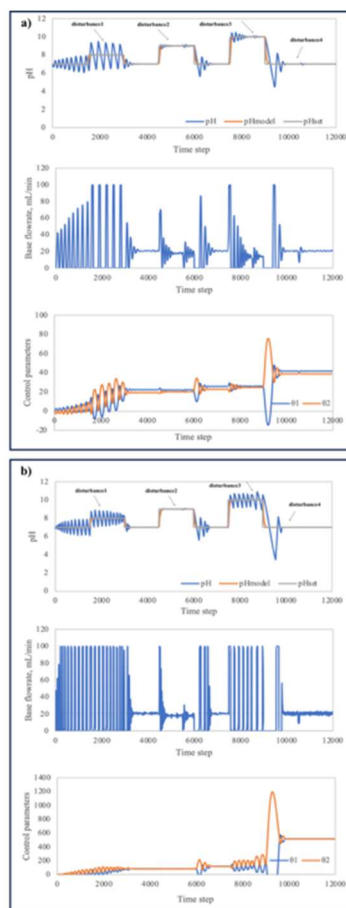 a)
disturbance1
disturbance2
disturbance3
disturbance4
12
10
8
6
4
2
0
pH
0 2000 4000 6000 8000 10000 12000
pH pHmodel pHset
Time step
120
100
80
60
40
20
0
Base flowrate, mL/min
0 2000 4000 6000 8000 10000 12000
Time step
100
80
60
40
20
0
-20
Control parameters
0 2000 4000 6000 8000 10000 12000
θ1 θ2
Time step
b)
disturbance1
disturbance2
disturbance3
disturbance4
12
10
8
6
4
2
0
pH
0 2000 4000 6000 8000 10000 12000
pH pHmodel pHset
Time step
120
100
80
60
40
20
0
Base flowrate, mL/min
0 2000 4000 6000 8000 10000 12000
Time step
1400
1200
1000
800
600
400
200
0
Control parameters
0 2000 4000 6000 8000 10000 12000
θ1 θ2
Time step